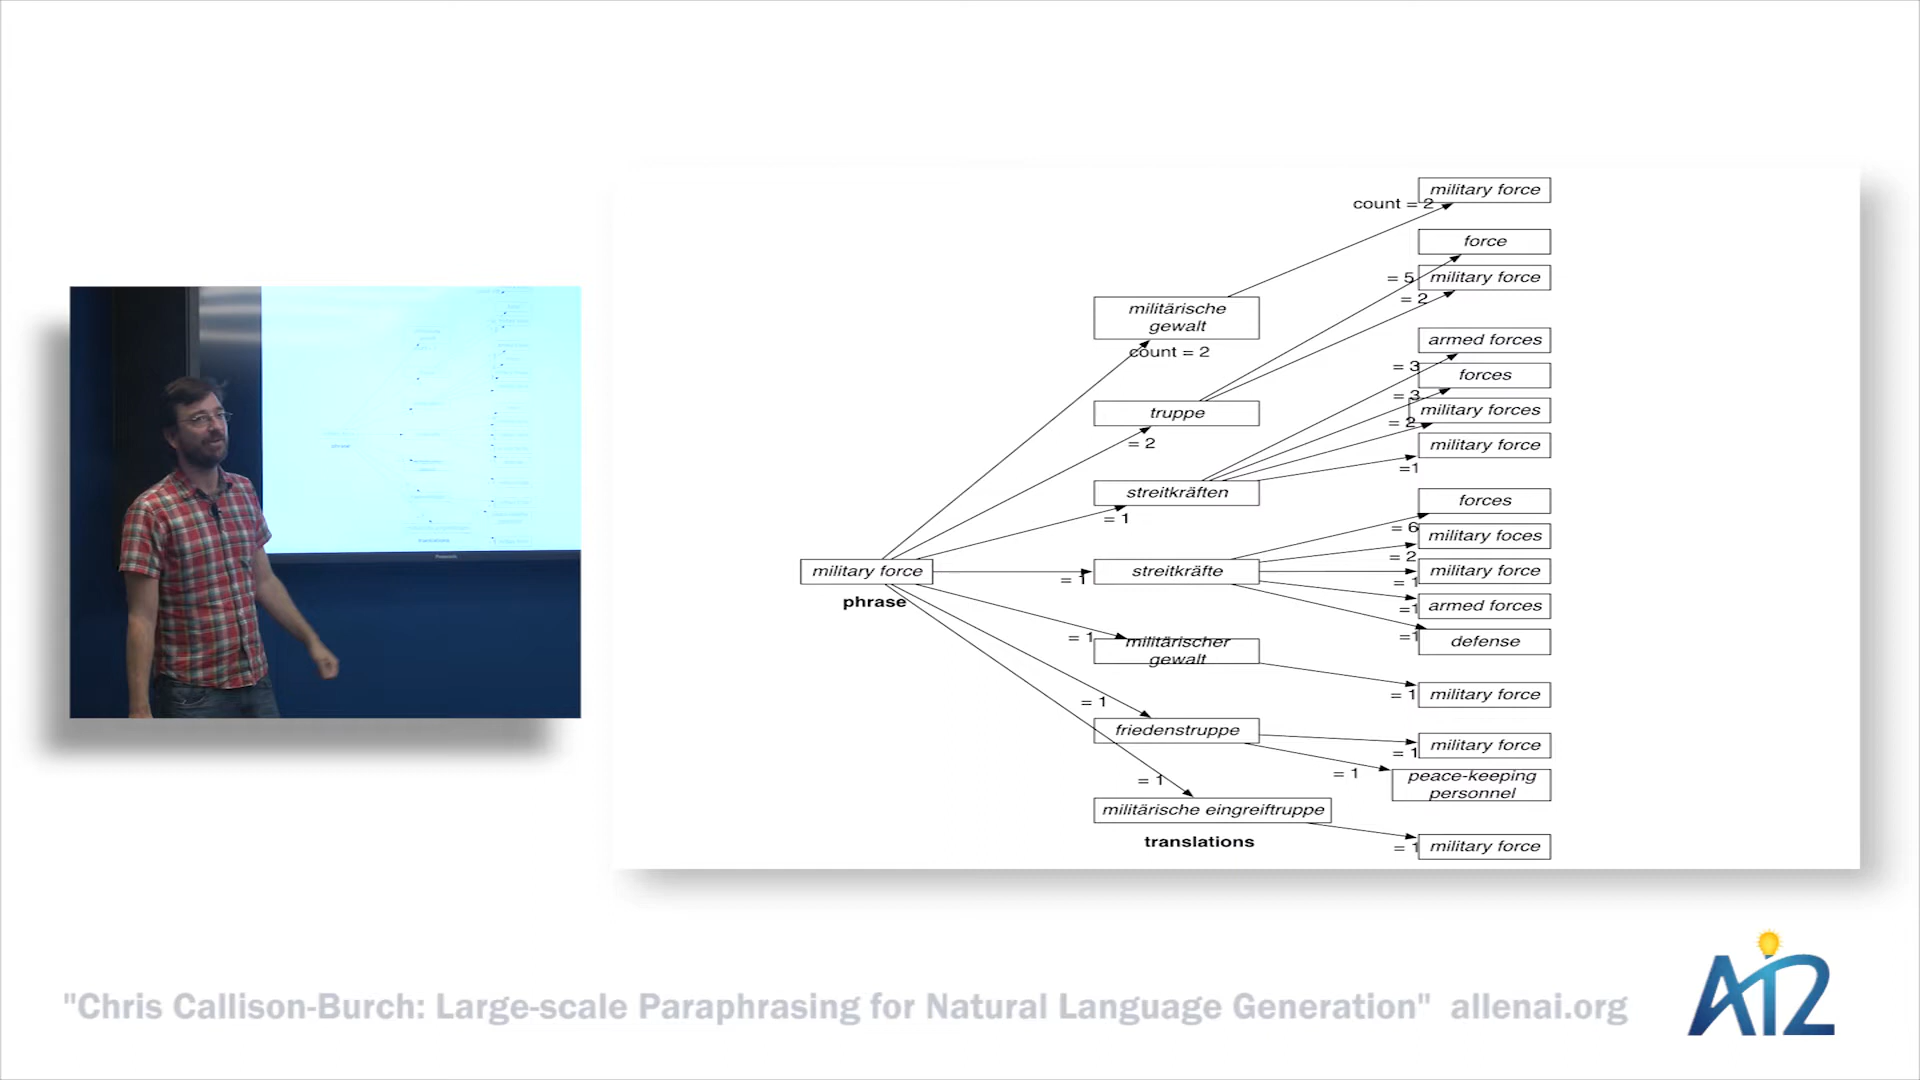 military force
count = 2
force
= 5
military force
= 2
militärische
gewalt
count = 2
armed forces
= 3
forces
= 3
military forces
= 2
truppe
= 2
military force
=1
streitkräften
= 1
forces
= 6
military foces
= 2
military force
phrase
= 1
streitkräfte
military force
= 1
armed forces
=1
defense
=1
= 1
militärischer
gewalt
military force
= 1
= 1
friedenstruppe
military force
= 1
peace-keeping
personnel
= 1
= 1
militärische eingreiftruppe
translations
military force
= 1
"Chris Callison-Burch: Large-scale Paraphrasing for Natural Language Generation" allenai.org
AI2